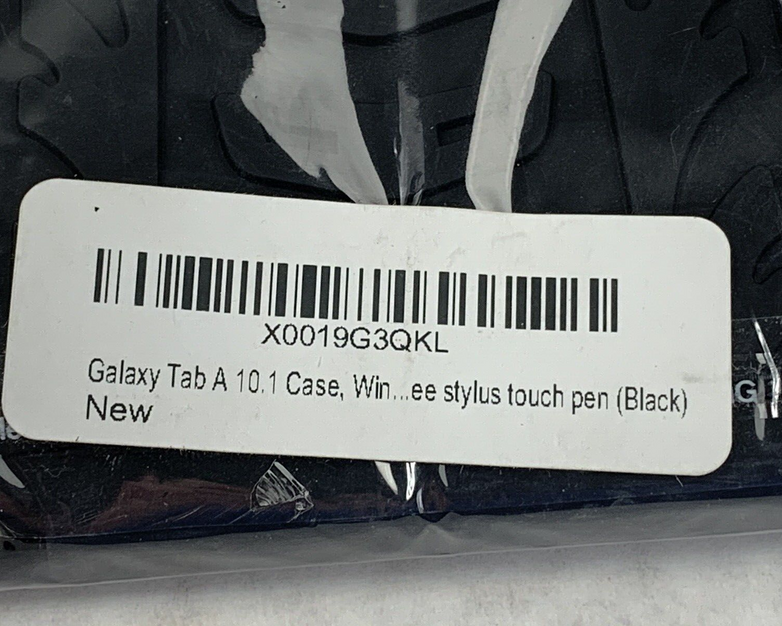 X0019G3QKL
Galaxy Tab A 10.1 Case, Win...ee stylus touch pen (Black)
New
G